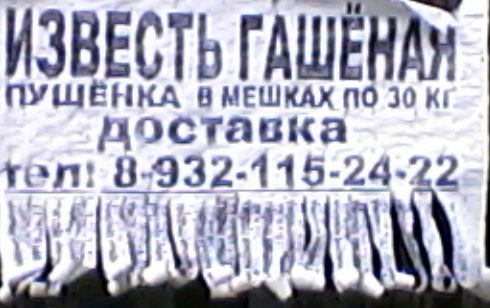 ИЗВЕСТЬ ГАШЁНАЯ
ПУШЁНКА В МЕШКАХ ПО 30 КГ
доставка
тел: 8-932-115-24-22